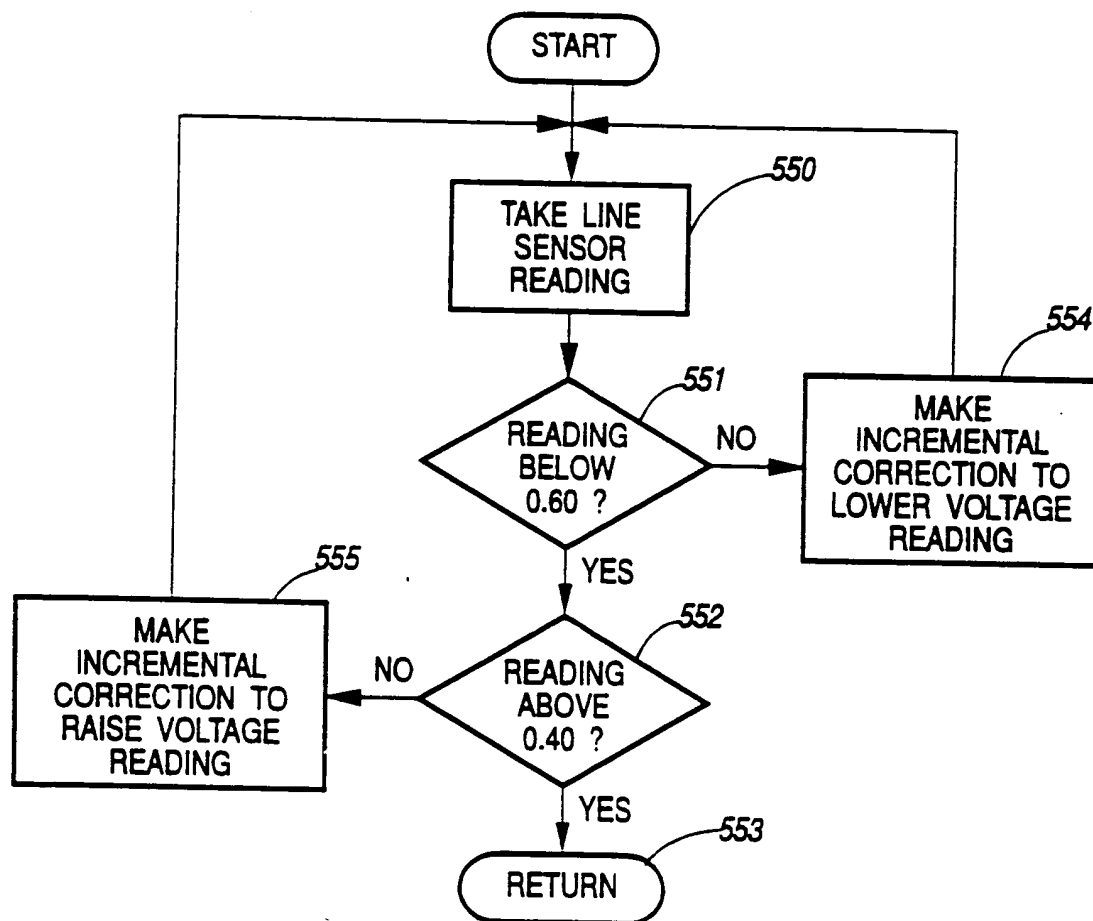 START
550
TAKE LINE
SENSOR
READING
551
READING
BELOW
0.60 ?
NO
554
MAKE
INCREMENTAL
CORRECTION TO
LOWER VOLTAGE
READING
YES
555
MAKE
INCREMENTAL
CORRECTION TO
RAISE VOLTAGE
READING
NO
552
READING
ABOVE
0.40 ?
YES
553
RETURN